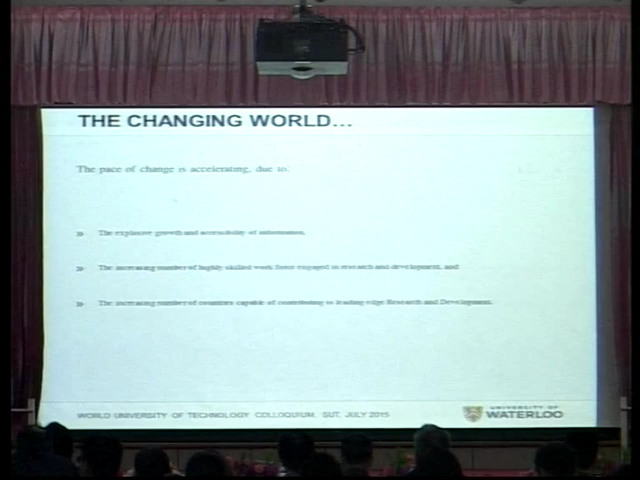 THE CHANGING WORLD...
The pace of change is accelerating, due to:
» The explosive growth and accessibility of automation,
» The increasing number of highly skilled work force engaged in research and development, and
» The increasing number of countries capable of contributing to leading edge Research and Development.
WORLD UNIVERSITY OF TECHNOLOGY COLLOQUIUM, SUT, JULY 2015
UNIVERSITY OF
WATERLOO